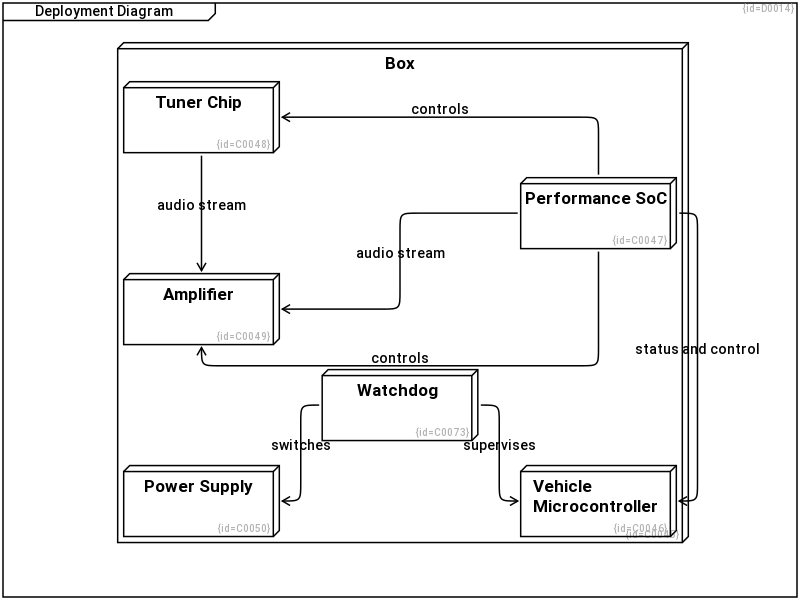 Deployment Diagram
{id=D0014}
Box
Tuner Chip
{id=C0048}
controls
Performance SoC
{id=C0047}
audio stream
audio stream
Amplifier
{id=C0049}
status and control
controls
Watchdog
{id=C0073}
switches
supervises
Power Supply
{id=C0050}
Vehicle
Microcontroller
{id=C0046}